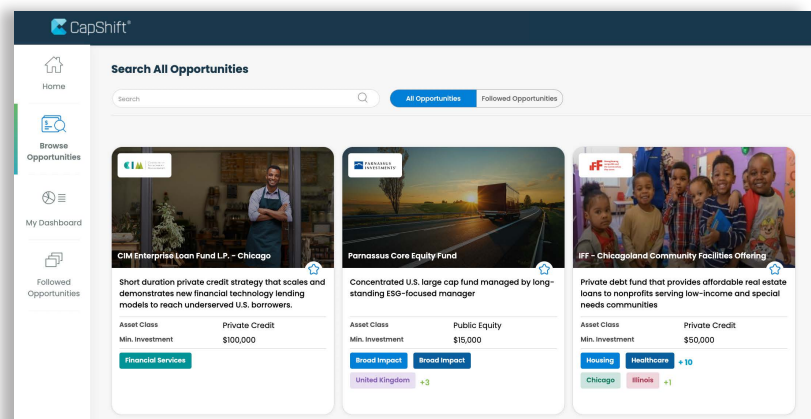 CapShift®
Home
Browse
Opportunities
My Dashboard
Followed
Opportunities
Search All Opportunities
Search
All Opportunities
Followed Opportunities
CIM
CIM Enterprise Loan Fund L.P. - Chicago
Short duration private credit strategy that scales and
demonstrates new financial technology lending
models to reach underserved U.S. borrowers.
Asset Class Private Credit
Min. Investment $100,000
Financial Services
PARNASSUS
INVESTMENTS
Parnassus Core Equity Fund
Concentrated U.S. large cap fund managed by long-
standing ESG-focused manager
Asset Class Public Equity
Min. Investment $15,000
Broad Impact Broad Impact
United Kingdom +3
IFF
IFF - Chicagoland Community Facilities Offering
Private debt fund that provides affordable real estate
loans to nonprofits serving low-income and special
needs communities
Asset Class Private Credit
Min. Investment $50,000
Housing Healthcare + 10
Chicago Illinois +1